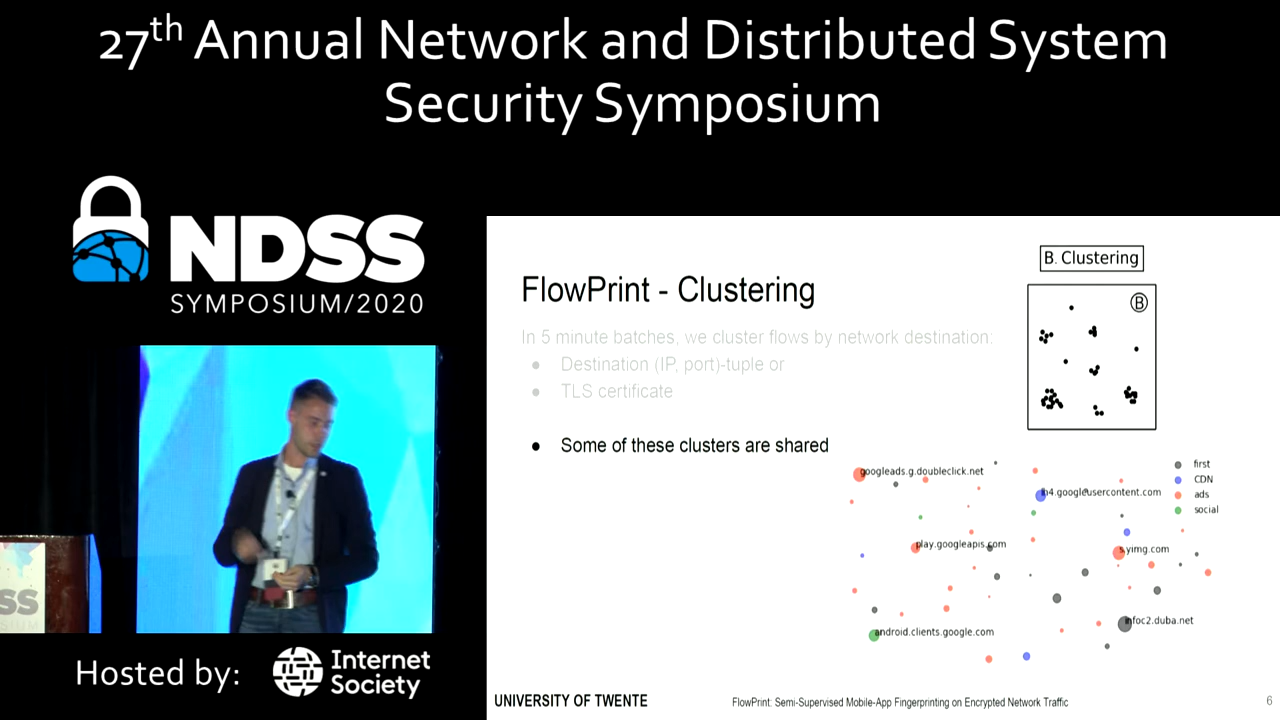 27th Annual Network and Distributed System
Security Symposium
NDSS
SYMPOSIUM/2020
B. Clustering
B
FlowPrint - Clustering
In 5 minute batches, we cluster flows by network destination:
● Destination (IP, port)-tuple or
● TLS certificate
● Some of these clusters are shared
googleads.g.doubleclick.net
lh4.googleusercontent.com
play.googleapis.com
s.yimg.com
android.clients.google.com
infoc2.duba.net
first
CDN
ads
social
SS
Hosted by:
Internet
Society
UNIVERSITY OF TWENTE
FlowPrint: Semi-Supervised Mobile-App Fingerprinting on Encrypted Network Traffic
6